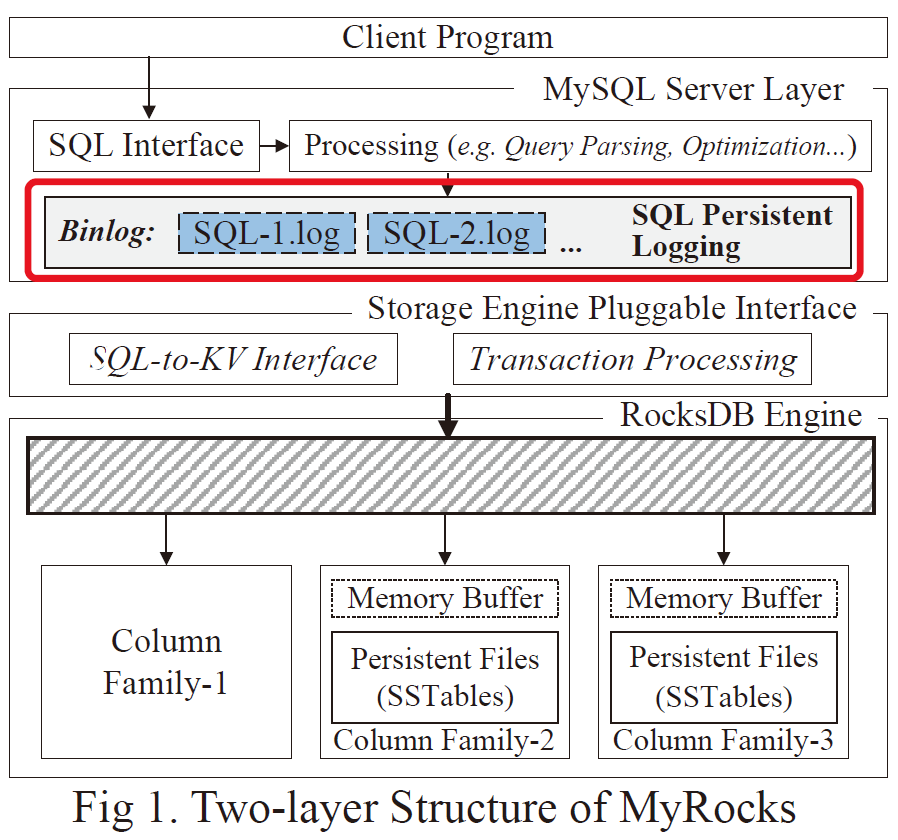 Client Program
MySQL Server Layer
SQL Interface
Processing (e.g. Query Parsing, Optimization...)
Binlog: SQL-1.log SQL-2.log ... SQL Persistent
Logging
Storage Engine Pluggable Interface
SQL-to-KV Interface
Transaction Processing
RocksDB Engine
Column
Family-1
Memory Buffer
Persistent Files
(SSTables)
Column Family-2
Memory Buffer
Persistent Files
(SSTables)
Column Family-3
Fig 1. Two-layer Structure of MyRocks